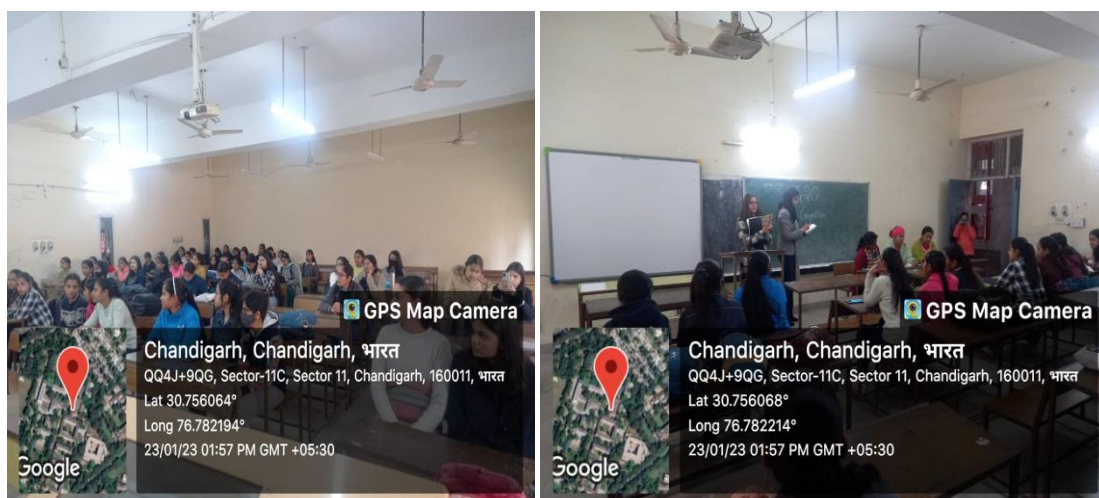 GPS Map Camera
Chandigarh, Chandigarh, भारत
QQ4J+9QG, Sector-11C, Sector 11, Chandigarh, 160011, भारत
Lat 30.756064°
Long 76.782194°
23/01/23 01:57 PM GMT +05:30
Google
GPS Map Camera
Chandigarh, Chandigarh, भारत
QQ4J+9QG, Sector-11C, Sector 11, Chandigarh, 160011, भारत
Lat 30.756068°
Long 76.782214°
23/01/23 01:57 PM GMT +05:30
Google